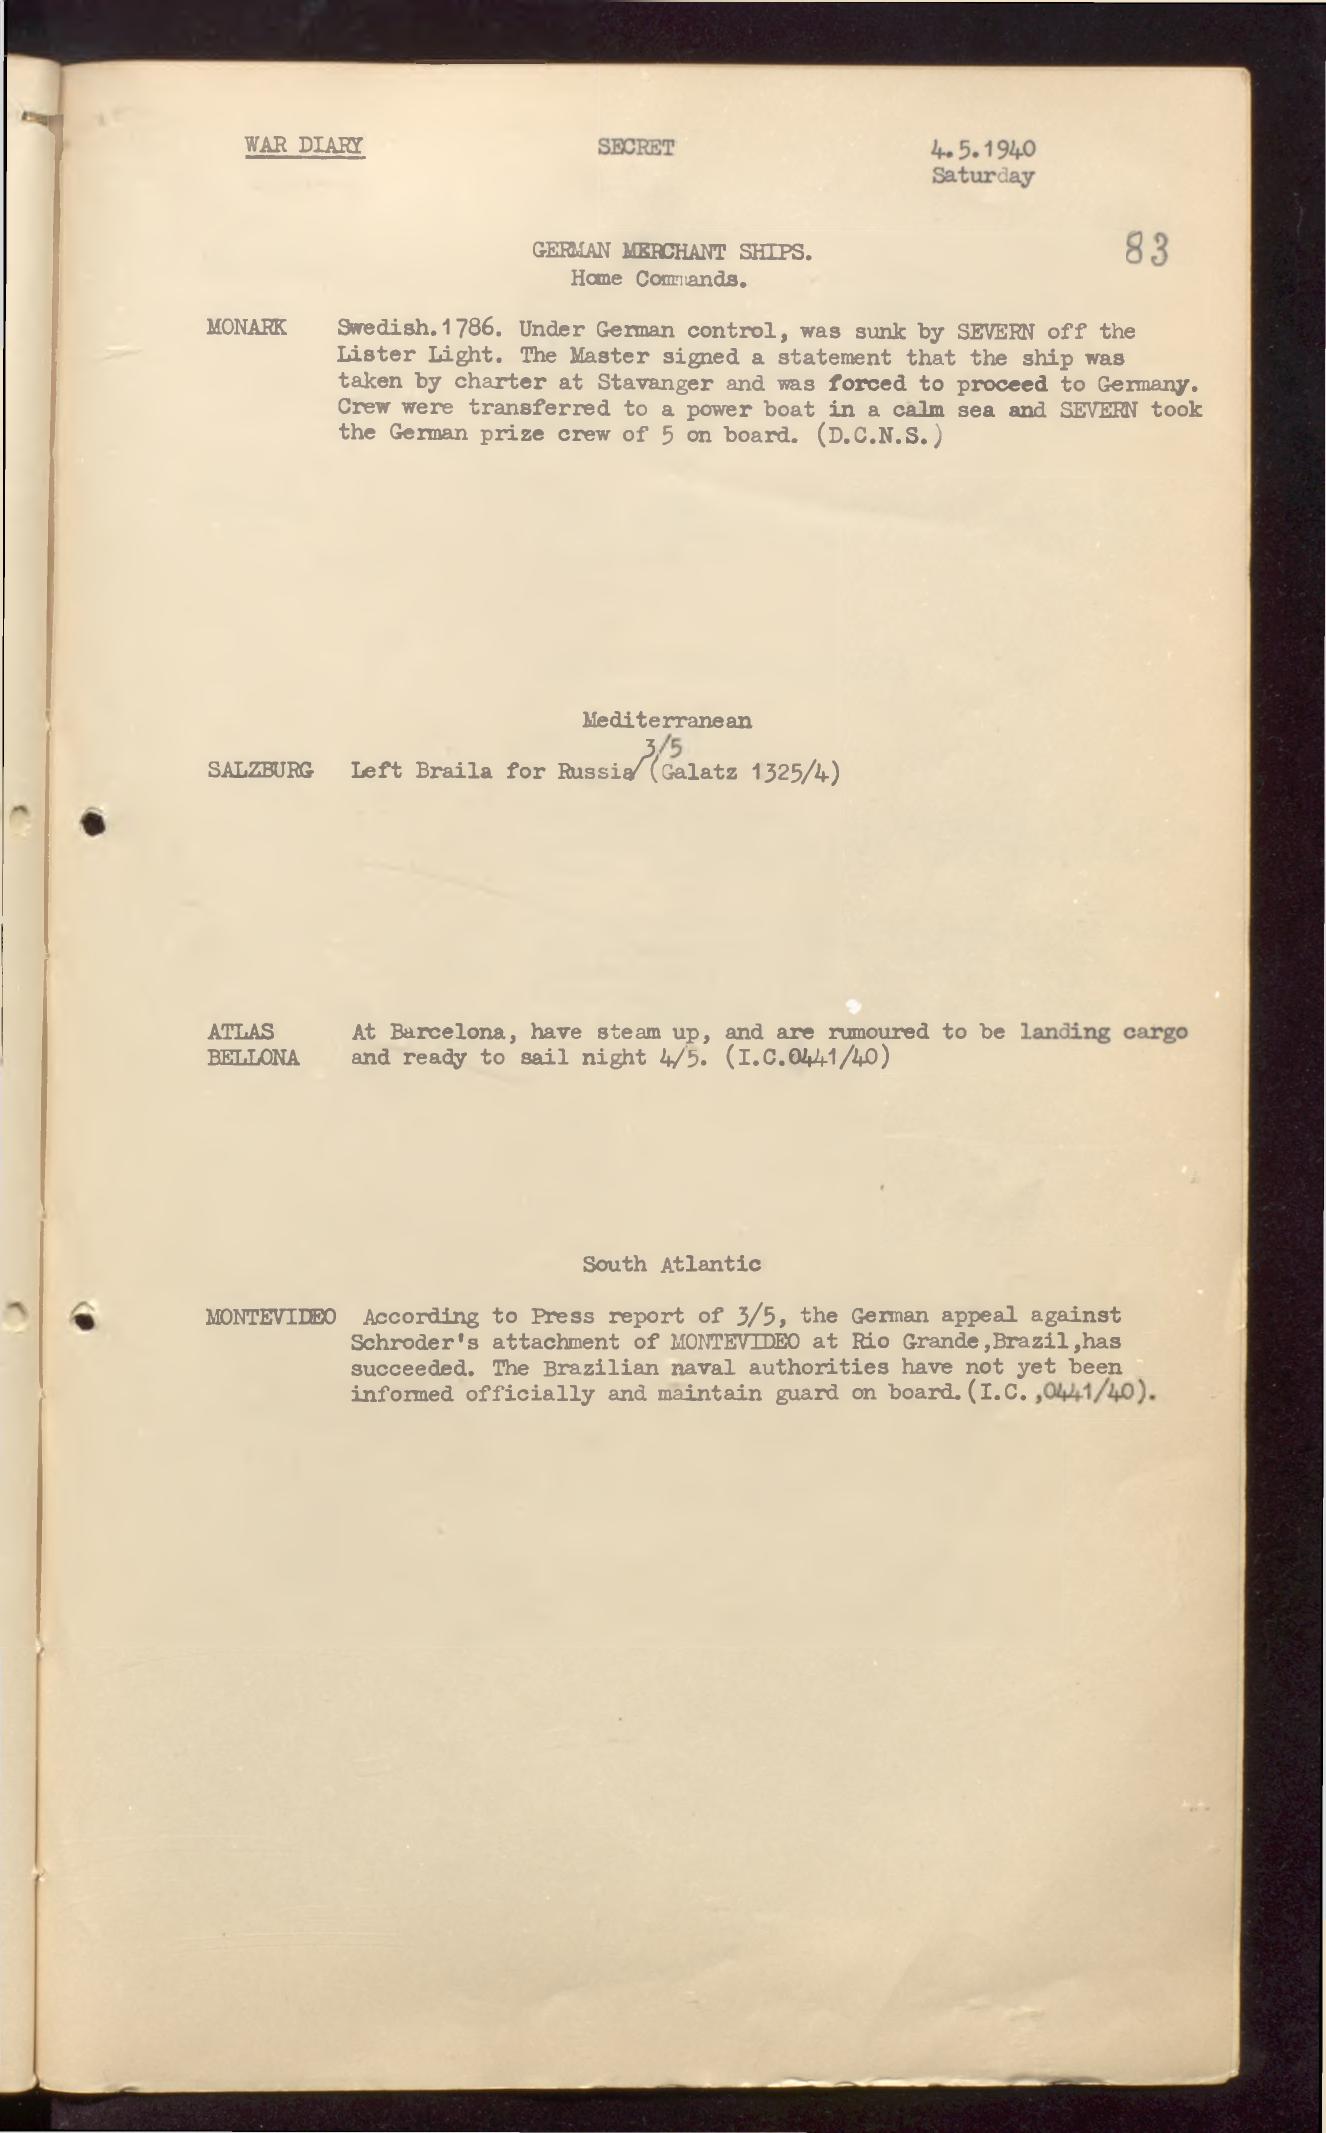 WAR DIARY SECRET 4.5.1940
Saturday
83
GERMAN MERCHANT SHIPS.
Home Commands.
MONARK Swedish.1786. Under German control, was sunk by SEVERN off the
Lister Light. The Master signed a statement that the ship was
taken by charter at Stavanger and was forced to proceed to Germany.
Crew were transferred to a power boat in a calm sea and SEVERN took
the German prize crew of 5 on board. (D.C.N.S.)
Mediterranean
3/5
SALZBURG Left Braila for Russia (Galatz 1325/4)
ATLAS At Barcelona, have steam up, and are rumoured to be landing cargo
BELLONA and ready to sail night 4/5. (I.C.0441/40)
South Atlantic
MONTEVIDEO According to Press report of 3/5, the German appeal against
Schroder's attachment of MONTEVIDEO at Rio Grande,Brazil,has
succeeded. The Brazilian naval authorities have not yet been
informed officially and maintain guard on board.(I.C.,0441/40).